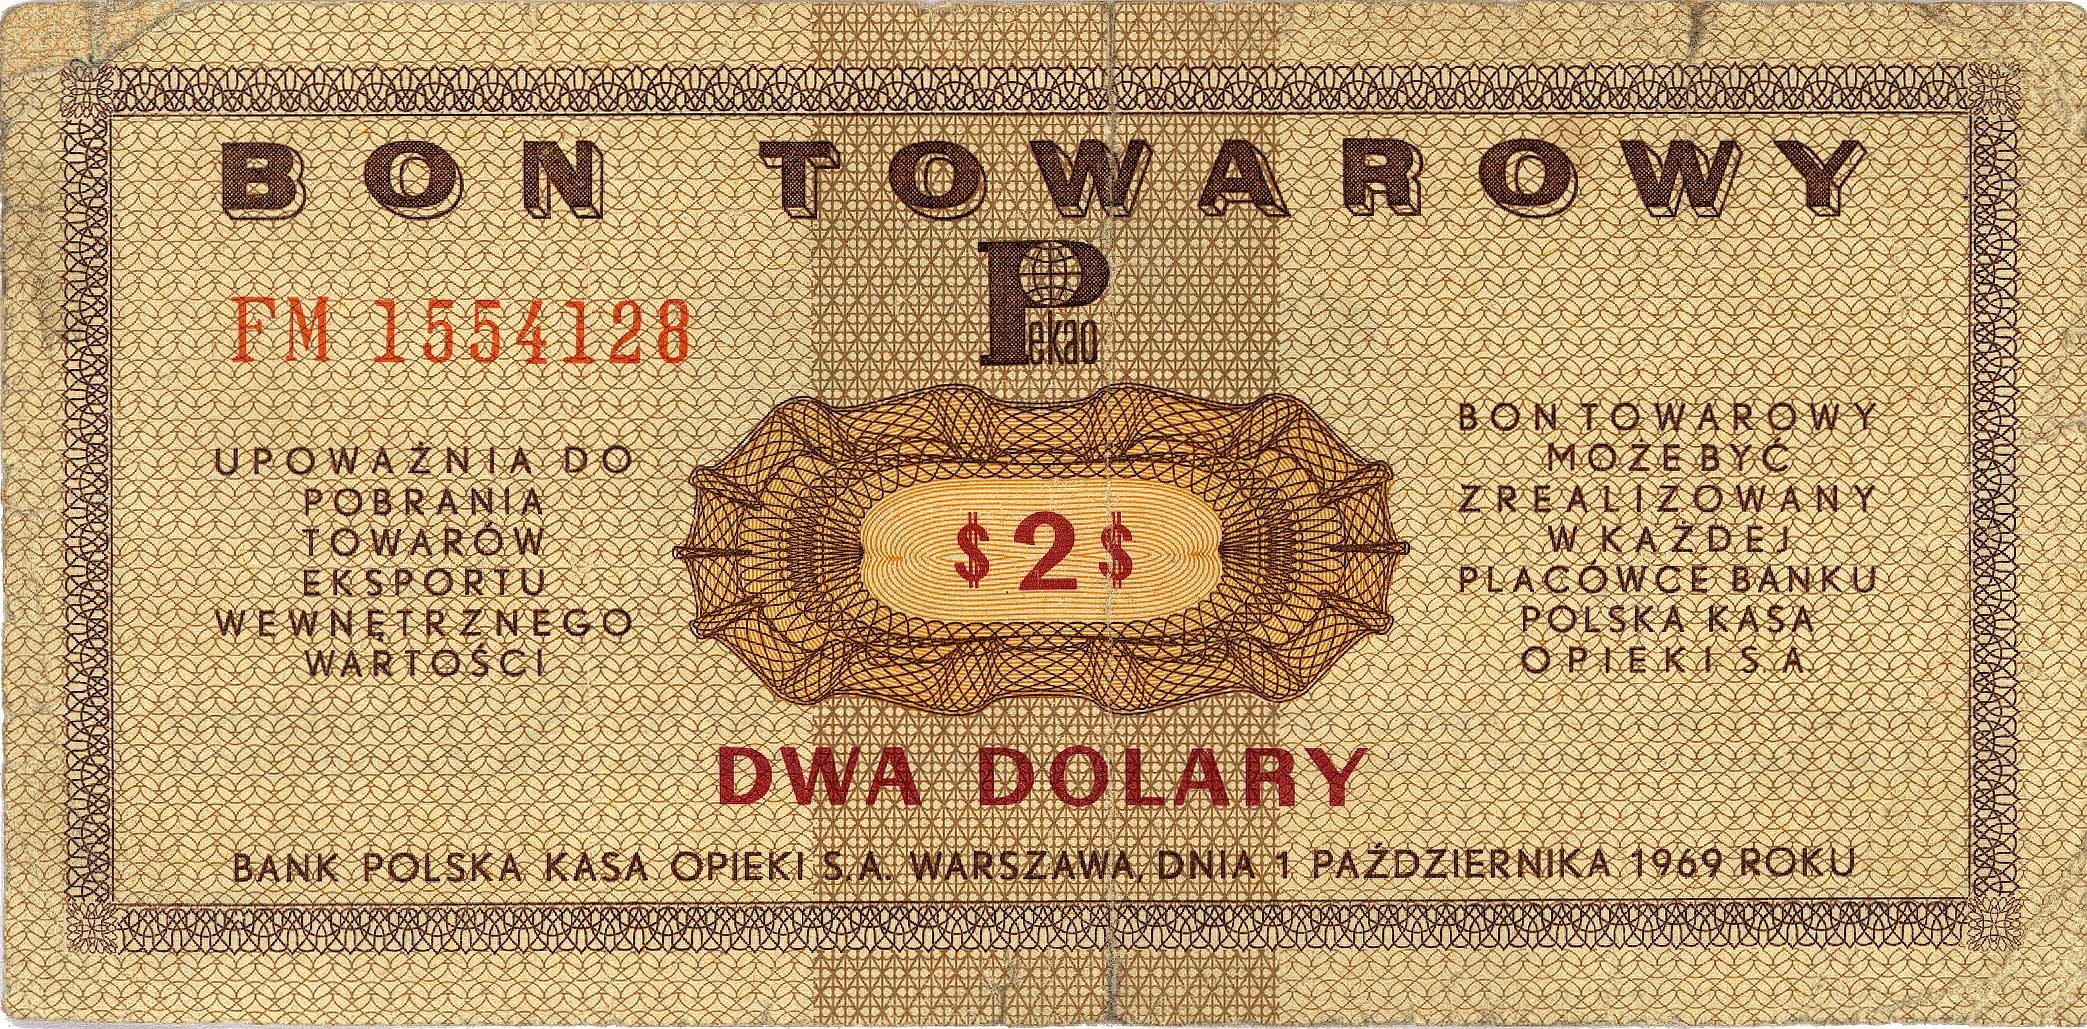 BON TOWAROWY
Pekao
FM 1554128
UPOWAŻNIA DO
POBRANIA
TOWARÓW
EKSPORTU
WEWNĘTRZNEGO
WARTOŚCI
$2$
BON TOWAROWY
MOŻE BYĆ
ZREALIZOWANY
W KAŻDEJ
PLACÓWCE BANKU
POLSKA KASA
OPIEKI S.A.
DWA DOLARY
BANK POLSKA KASA OPIEKI S.A. WARSZAWA, DNIA 1 PAŹDZIERNIKA 1969 ROKU